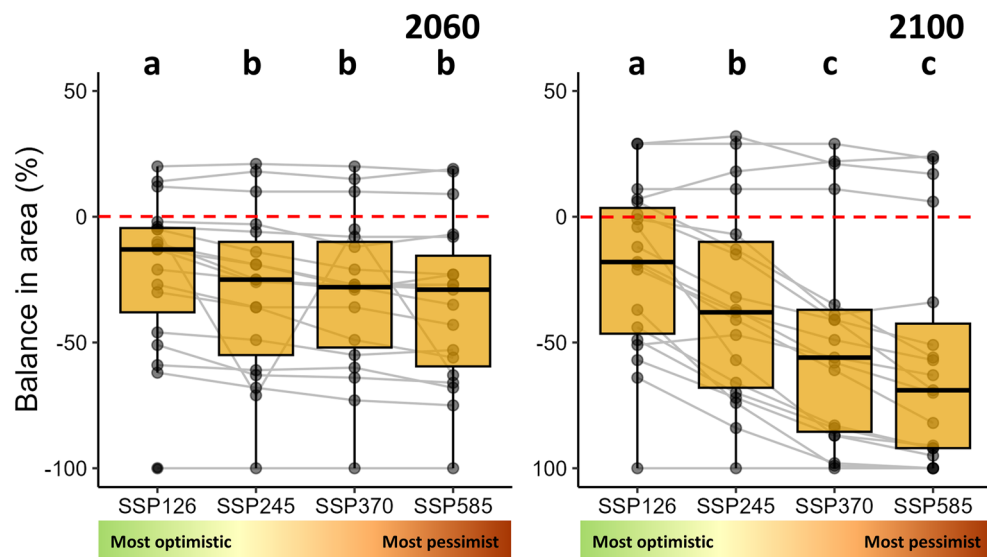 2060
a b b b
Balance in area (%)
50
0
-50
-100
SSP126 SSP245 SSP370 SSP585
Most optimistic Most pessimist
2100
a b c c
50
0
-50
100
SSP126 SSP245 SSP370 SSP585
Most optimistic Most pessimist